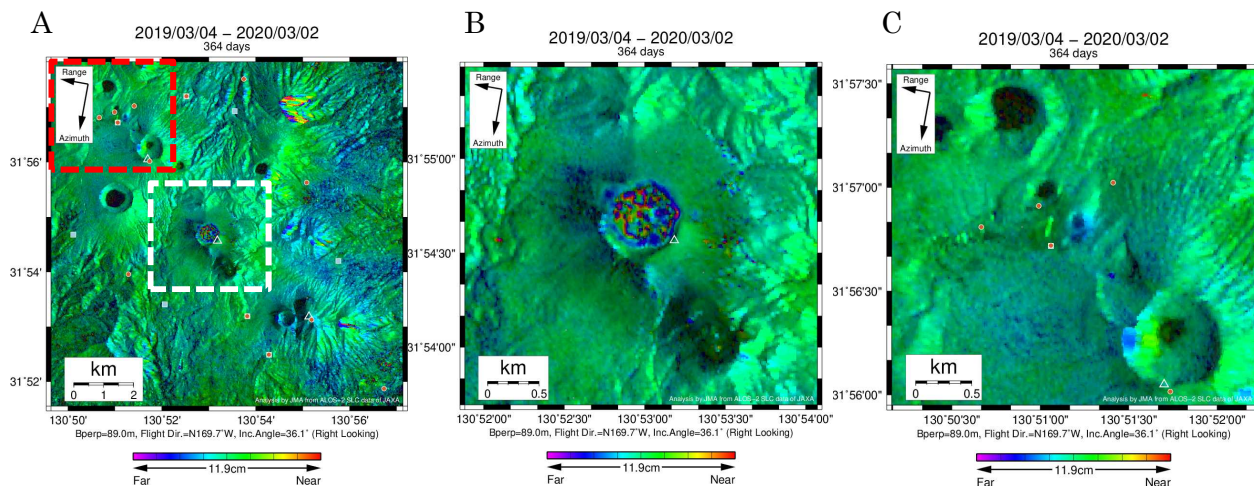 A
2019/03/04 – 2020/03/02
364 days
Range
Azimuth
31˚56'
31˚54'
31˚52'
km
0 1 2
Analysis by JMA from ALOS-2 SLC data of JAXA
130˚50' 130˚52' 130˚54' 130˚56'
Bperp=89.0m, Flight Dir.=N169.7˚W, Inc.Angle=36.1˚ (Right Looking)
11.9cm
Far Near
B
2019/03/04 – 2020/03/02
364 days
Range
Azimuth
31˚55'00"
31˚54'30"
31˚54'00"
km
0.0 0.5
Analysis by JMA from ALOS-2 SLC data of JAXA
130˚52'00" 130˚52'30" 130˚53'00" 130˚53'30" 130˚54'00"
Bperp=89.0m, Flight Dir.=N169.7˚W, Inc.Angle=36.1˚ (Right Looking)
11.9cm
Far Near
C
2019/03/04 – 2020/03/02
364 days
Range
Azimuth
31˚57'30"
31˚57'00"
31˚56'30"
31˚56'00"
km
0.0 0.5
Analysis by JMA from ALOS-2 SLC data of JAXA
130˚50'30" 130˚51'00" 130˚51'30" 130˚52'00"
Bperp=89.0m, Flight Dir.=N169.7˚W, Inc.Angle=36.1˚ (Right Looking)
11.9cm
Far Near